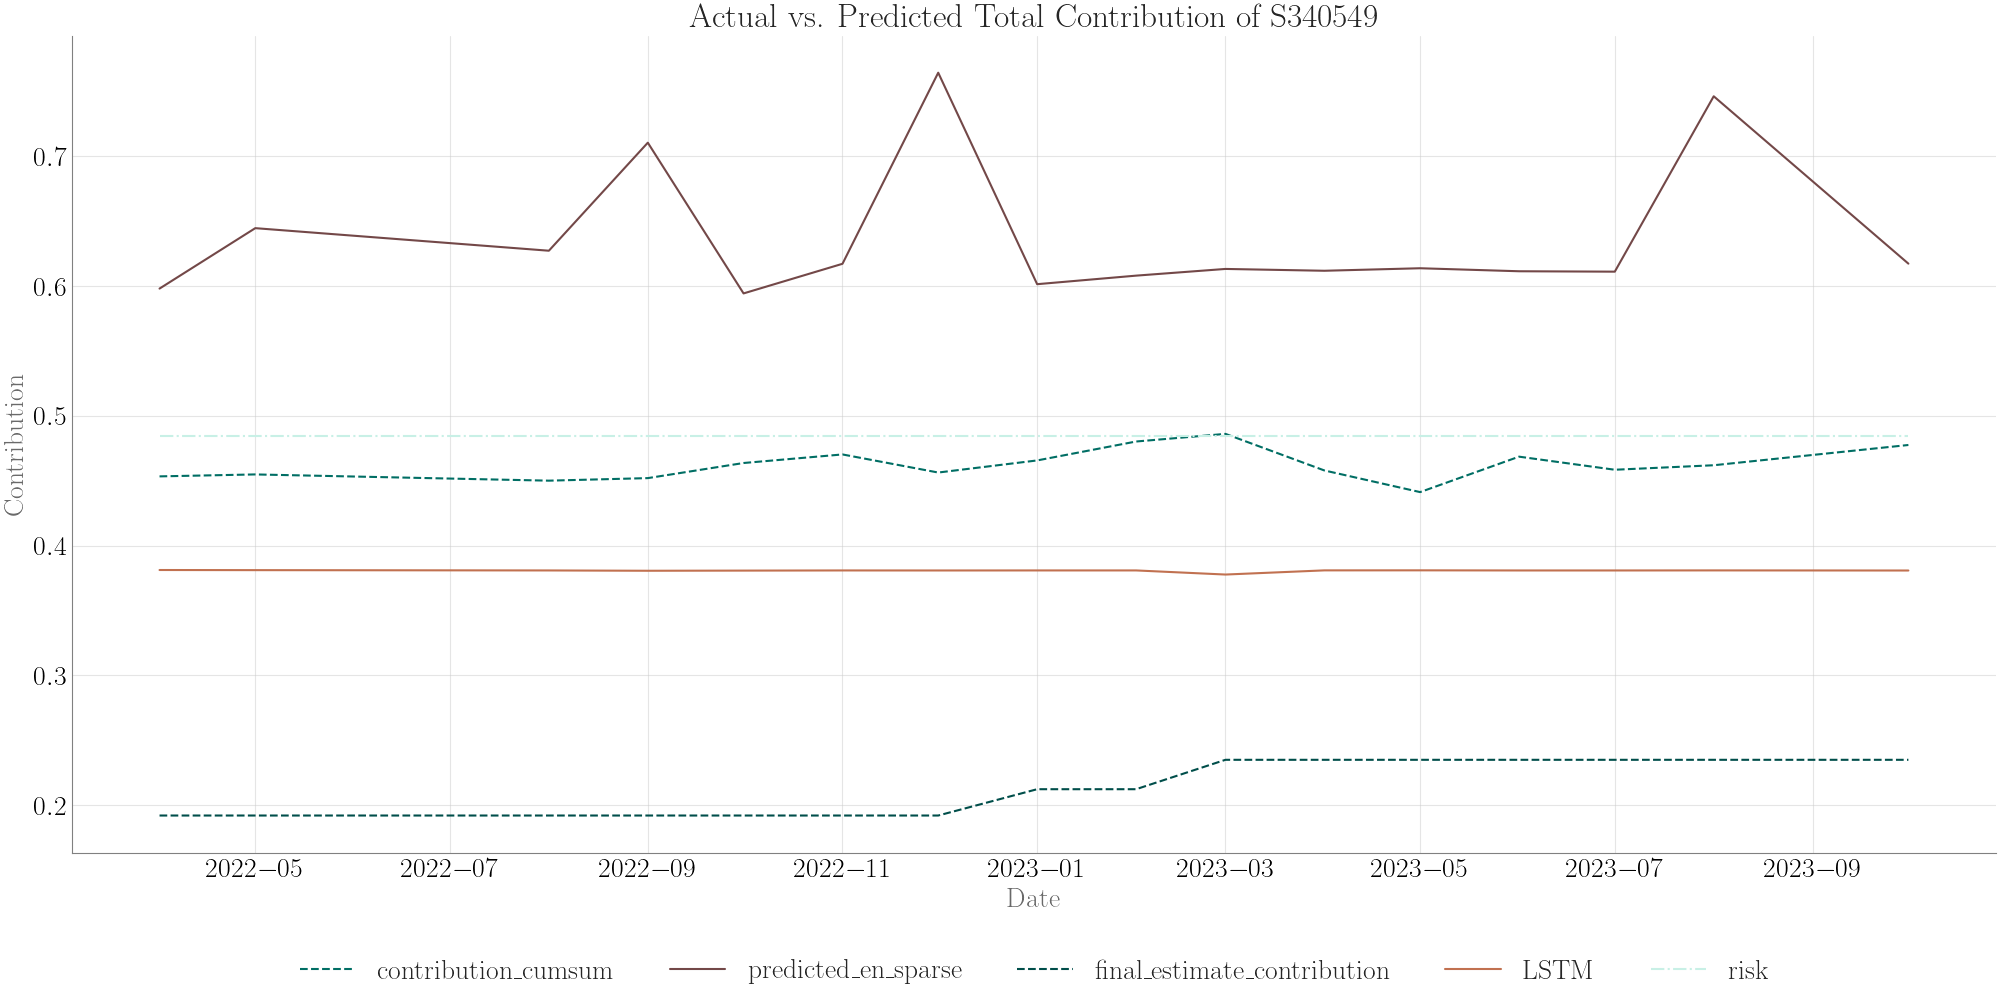 Actual vs. Predicted Total Contribution of S340549
Contribution
0.7
0.6
0.5
0.4
0.3
0.2
2022−05 2022−07 2022−09 2022−11 2023−01 2023−03 2023−05 2023−07 2023−09
Date
contribution_cumsum predicted_en_sparse final_estimate_contribution LSTM risk